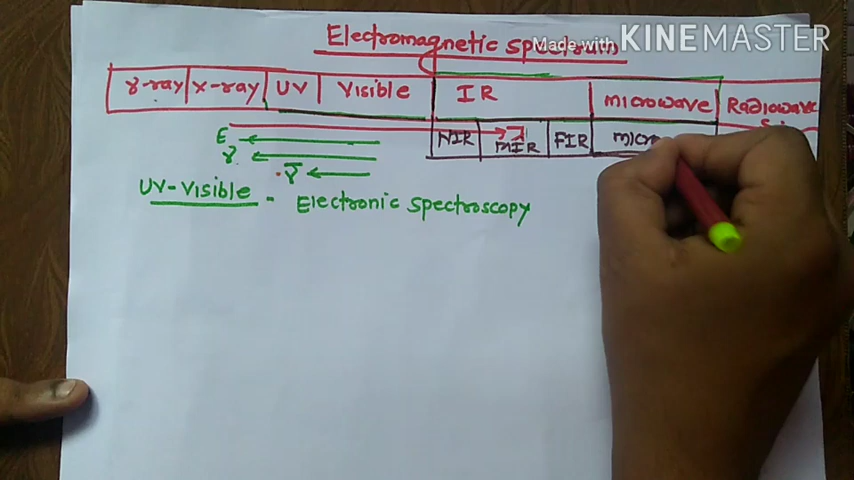 Electromagnetic spectrum
Made with KINEMASTER
γ-ray x-ray UV Visible IR microwave Radiowave
E NIR MIR FIR micro
UV-Visible - Electronic spectroscopy